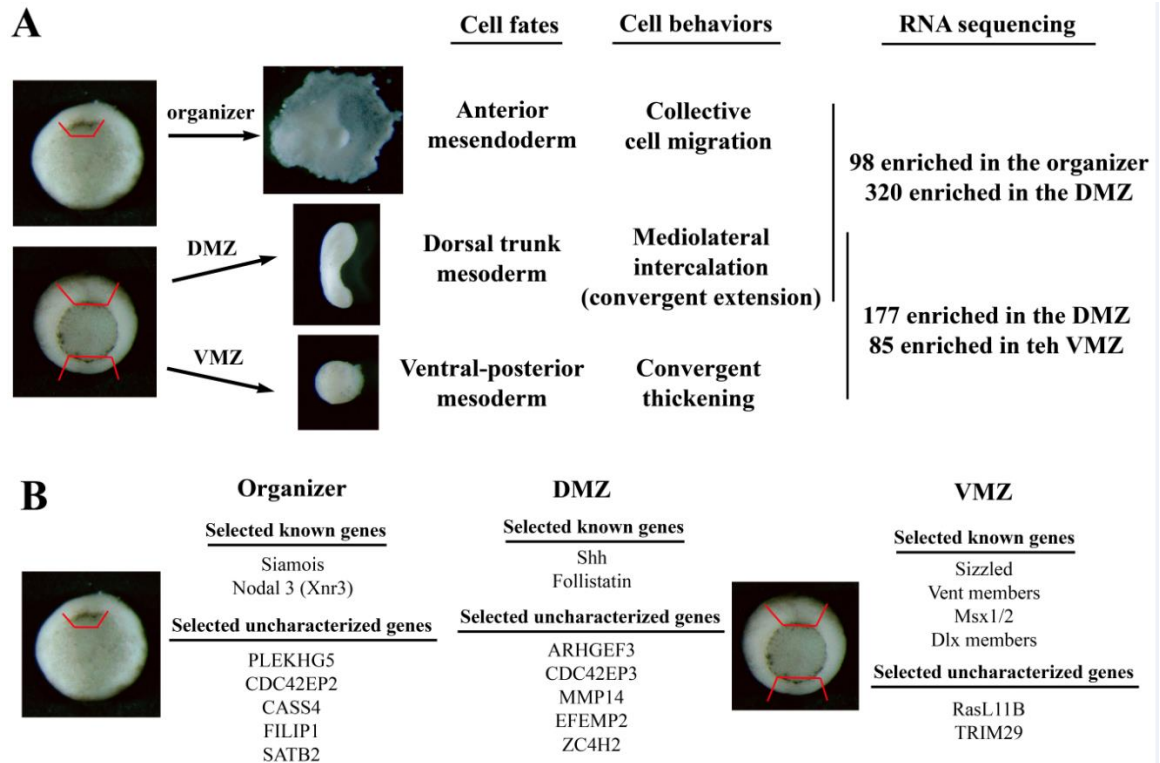 A
Cell fates
Cell behaviors
RNA sequencing
organizer
Anterior
mesendoderm
Collective
cell migration
98 enriched in the organizer
320 enriched in the DMZ
DMZ
Dorsal trunk
mesoderm
Mediolateral
intercalation
(convergent extension)
177 enriched in the DMZ
85 enriched in teh VMZ
VMZ
Ventral-posterior
mesoderm
Convergent
thickening
B
Organizer
Selected known genes
Siamois
Nodal 3 (Xnr3)
Selected uncharacterized genes
PLEKHG5
CDC42EP2
CASS4
FILIP1
SATB2
DMZ
Selected known genes
Shh
Follistatin
Selected uncharacterized genes
ARHGEF3
CDC42EP3
MMP14
EFEMP2
ZC4H2
VMZ
Selected known genes
Sizzled
Vent members
Msx1/2
Dlx members
Selected uncharacterized genes
RasL11B
TRIM29